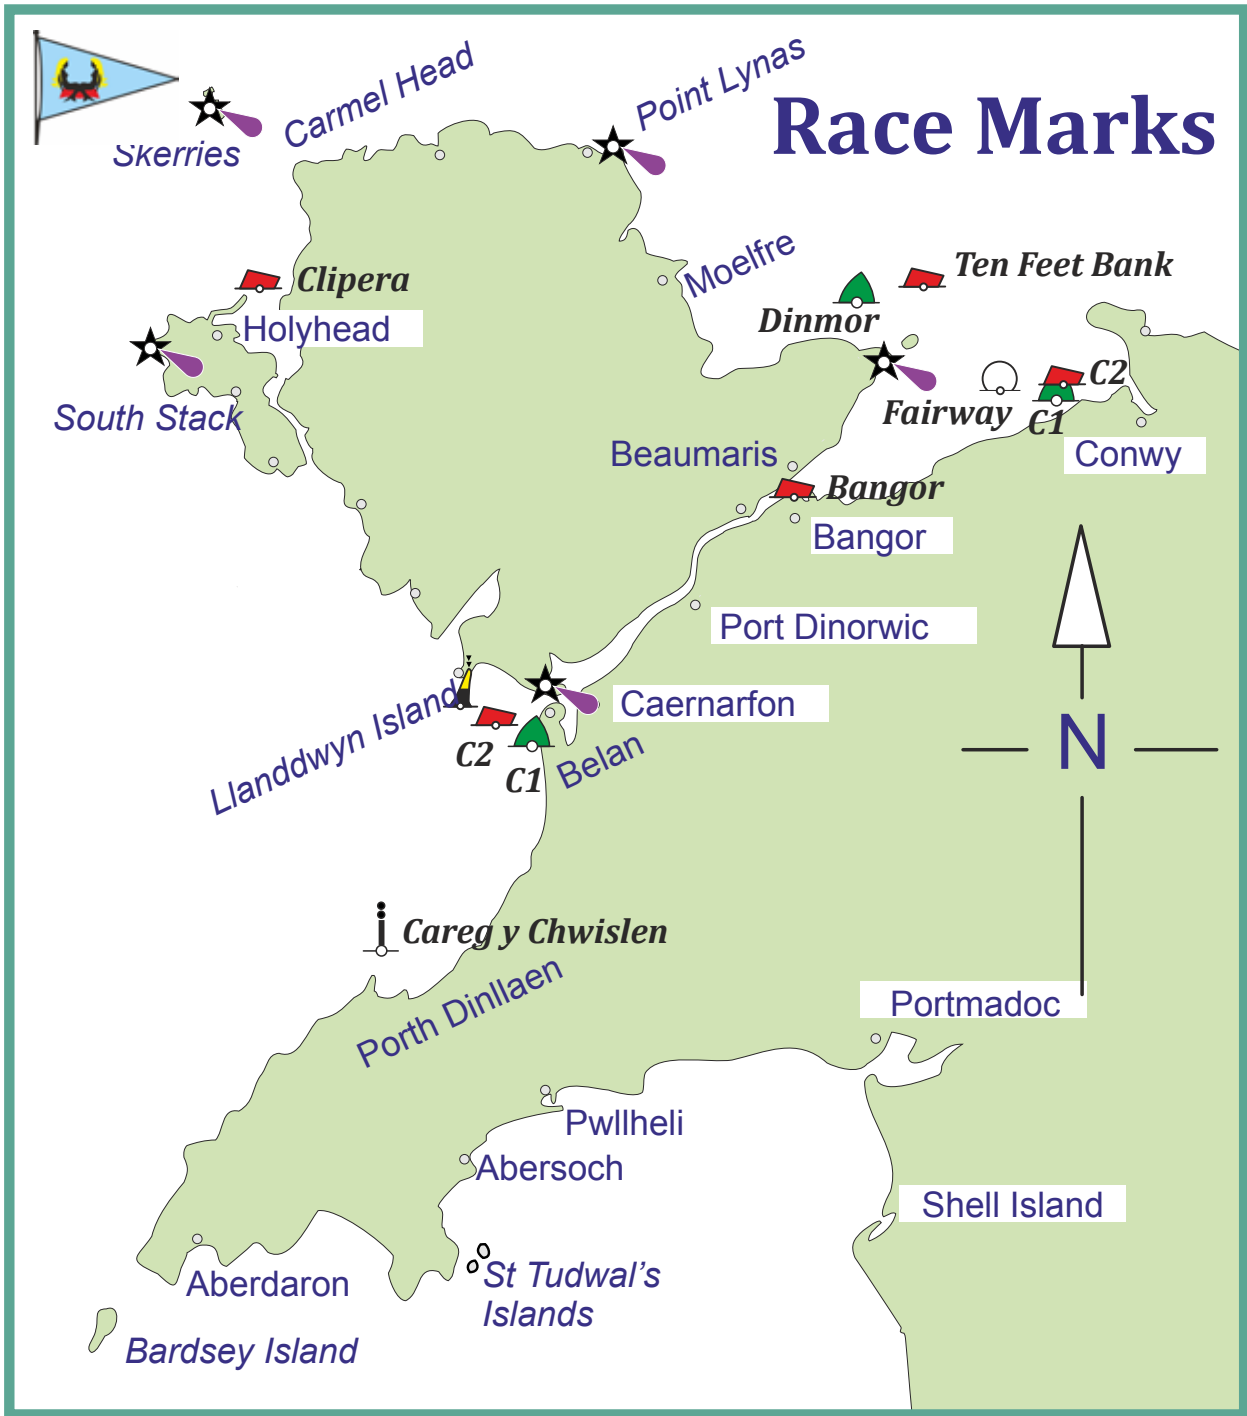 Race Marks
Carmel Head
Point Lynas
Skerries
Moelfre
Ten Feet Bank
Clipera
Dinmor
Holyhead
C2
South Stack
Fairway
C1
Beaumaris
Conwy
Bangor
Bangor
Port Dinorwic
Llanddwyn Island
Caernarfon
C2
C1
Belan
N
Careg y Chwislen
Porth Dinllaen
Portmadoc
Pwllheli
Abersoch
Shell Island
Aberdaron
St Tudwal's
Islands
Bardsey Island